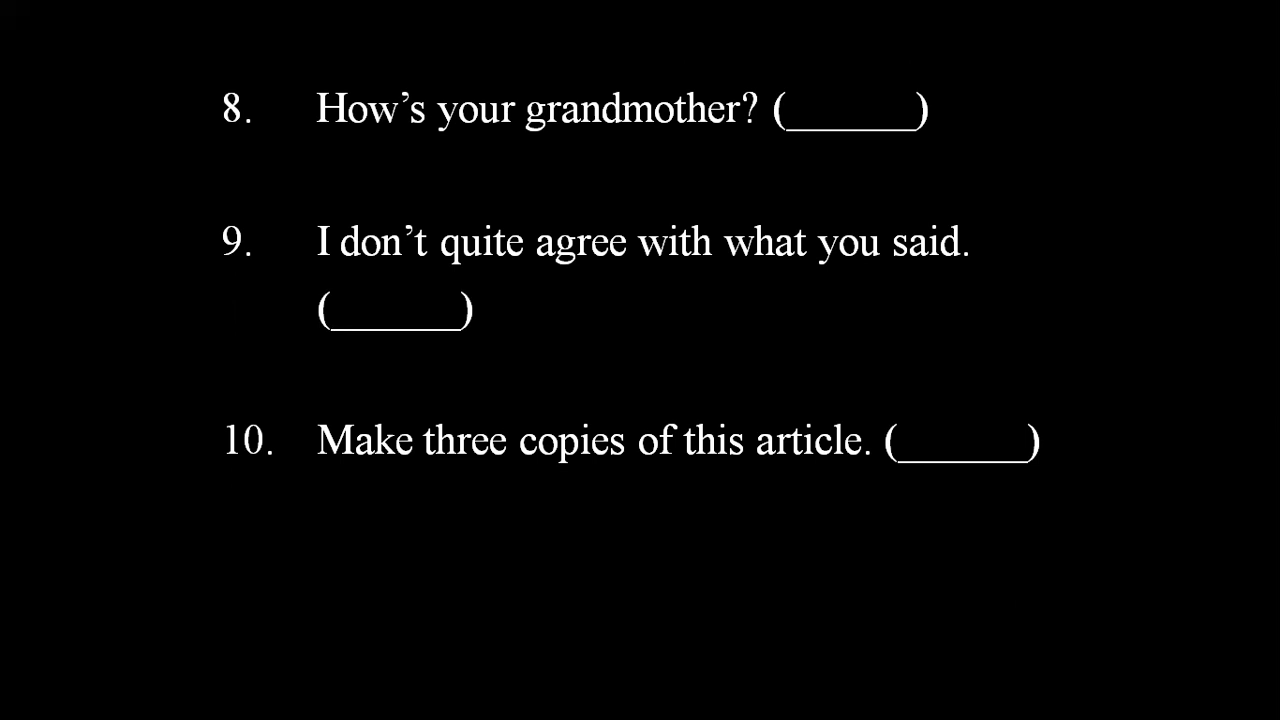 8. How’s your grandmother? (______)
9. I don’t quite agree with what you said.
(______)
10. Make three copies of this article. (______)